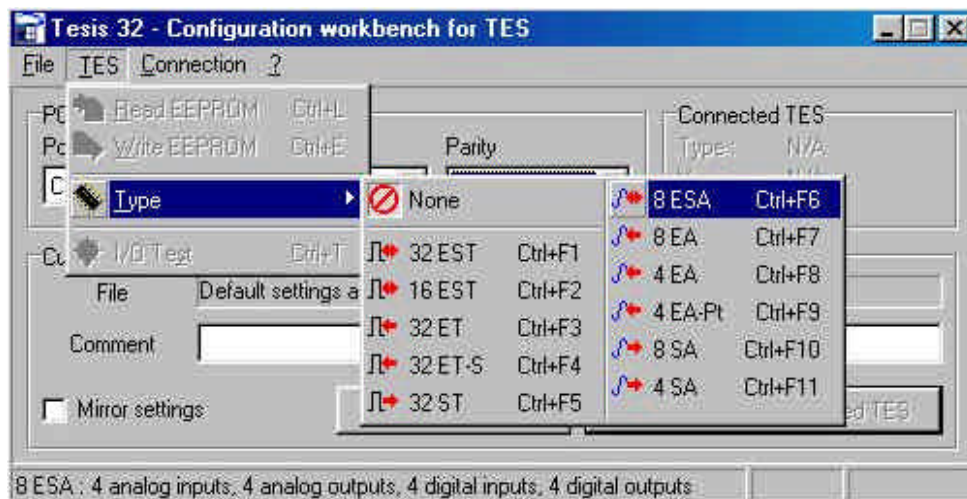 Tesis 32 - Configuration workbench for TES
File TES Connection ?
Read EEPROM Ctrl+L
Write EEPROM Ctrl+E
Type
I/O Test Ctrl+T
None
32 EST Ctrl+F1
16 EST Ctrl+F2
32 ET Ctrl+F3
32 ET-S Ctrl+F4
32 ST Ctrl+F5
8 ESA Ctrl+F6
8 EA Ctrl+F7
4 EA Ctrl+F8
4 EA-Pt Ctrl+F9
8 SA Ctrl+F10
4 SA Ctrl+F11
Parity
Connected TES
Type: N/A
File Default settings a
Comment
Mirror settings
ed TES
8 ESA : 4 analog inputs, 4 analog outputs, 4 digital inputs, 4 digital outputs